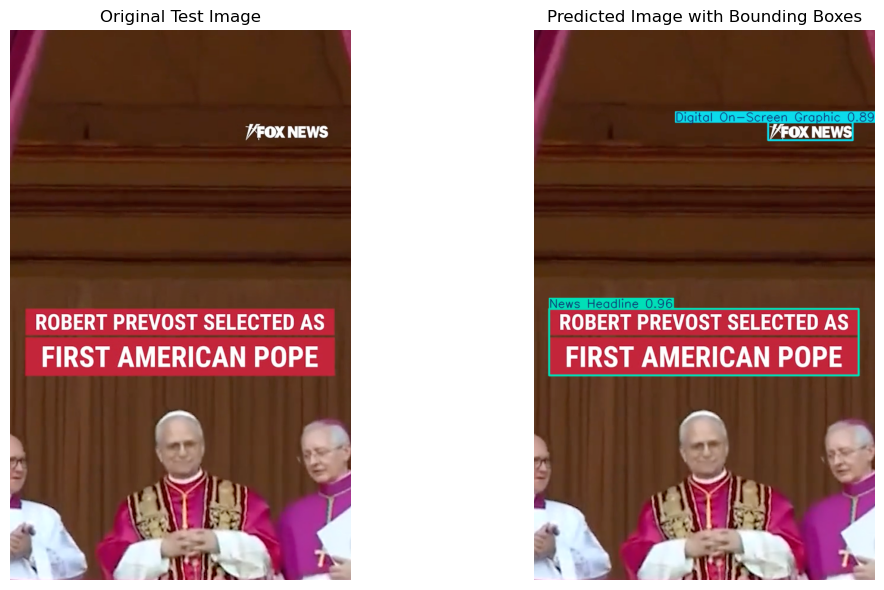 Original Test Image
FOX NEWS
ROBERT PREVOST SELECTED AS
FIRST AMERICAN POPE
Predicted Image with Bounding Boxes
Digital On-Screen Graphic 0.89
FOX NEWS
News Headline 0.96
ROBERT PREVOST SELECTED AS
FIRST AMERICAN POPE